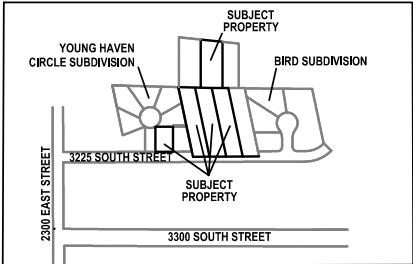 SUBJECT
PROPERTY
YOUNG HAVEN
CIRCLE SUBDIVISION
BIRD SUBDIVISION
3225 SOUTH STREET
SUBJECT
PROPERTY
2300 EAST STREET
3300 SOUTH STREET